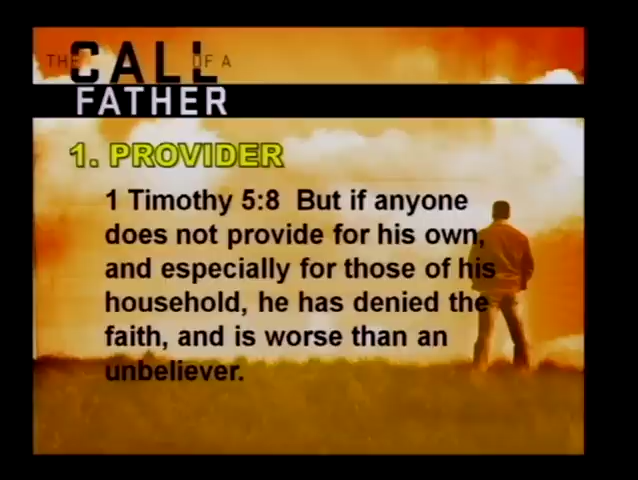 THE CALL OF A
FATHER
1. PROVIDER
1 Timothy 5:8 But if anyone
does not provide for his own,
and especially for those of his
household, he has denied the
faith, and is worse than an
unbeliever.